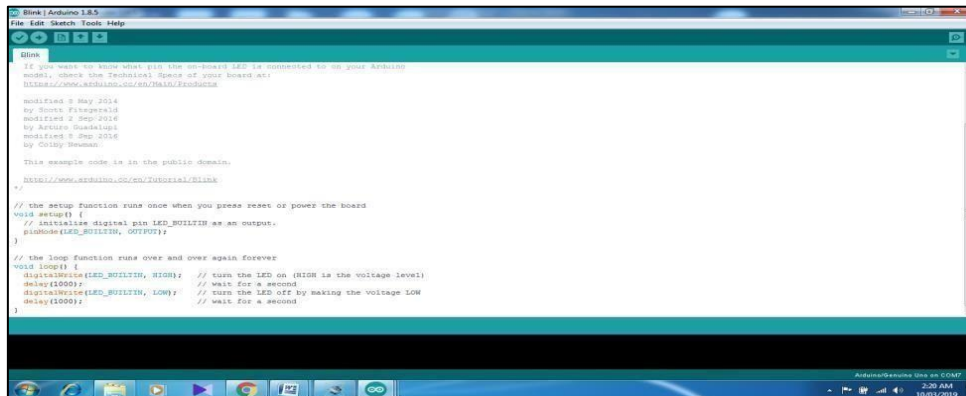 Blink | Arduino 1.8.5
File Edit Sketch Tools Help
Blink
If you want to know what pin the on-board LED is connected to on your Arduino
model, check the Technical Specs of your board at:
https://www.arduino.cc/en/Main/Products
modified 8 May 2014
by Scott Fitzgerald
modified 2 Sep 2016
by Arturo Guadalupi
modified 8 Sep 2016
by Colby Newman
This example code is in the public domain.
http://www.arduino.cc/en/Tutorial/Blink
*/
// the setup function runs once when you press reset or power the board
void setup() {
// initialize digital pin LED_BUILTIN as an output.
pinMode(LED_BUILTIN, OUTPUT);
}
// the loop function runs over and over again forever
void loop() {
digitalWrite(LED_BUILTIN, HIGH); // turn the LED on (HIGH is the voltage level)
delay(1000); // wait for a second
digitalWrite(LED_BUILTIN, LOW); // turn the LED off by making the voltage LOW
delay(1000); // wait for a second
}
Arduino/Genuino Uno on COM7
2:20 AM
10/03/2019